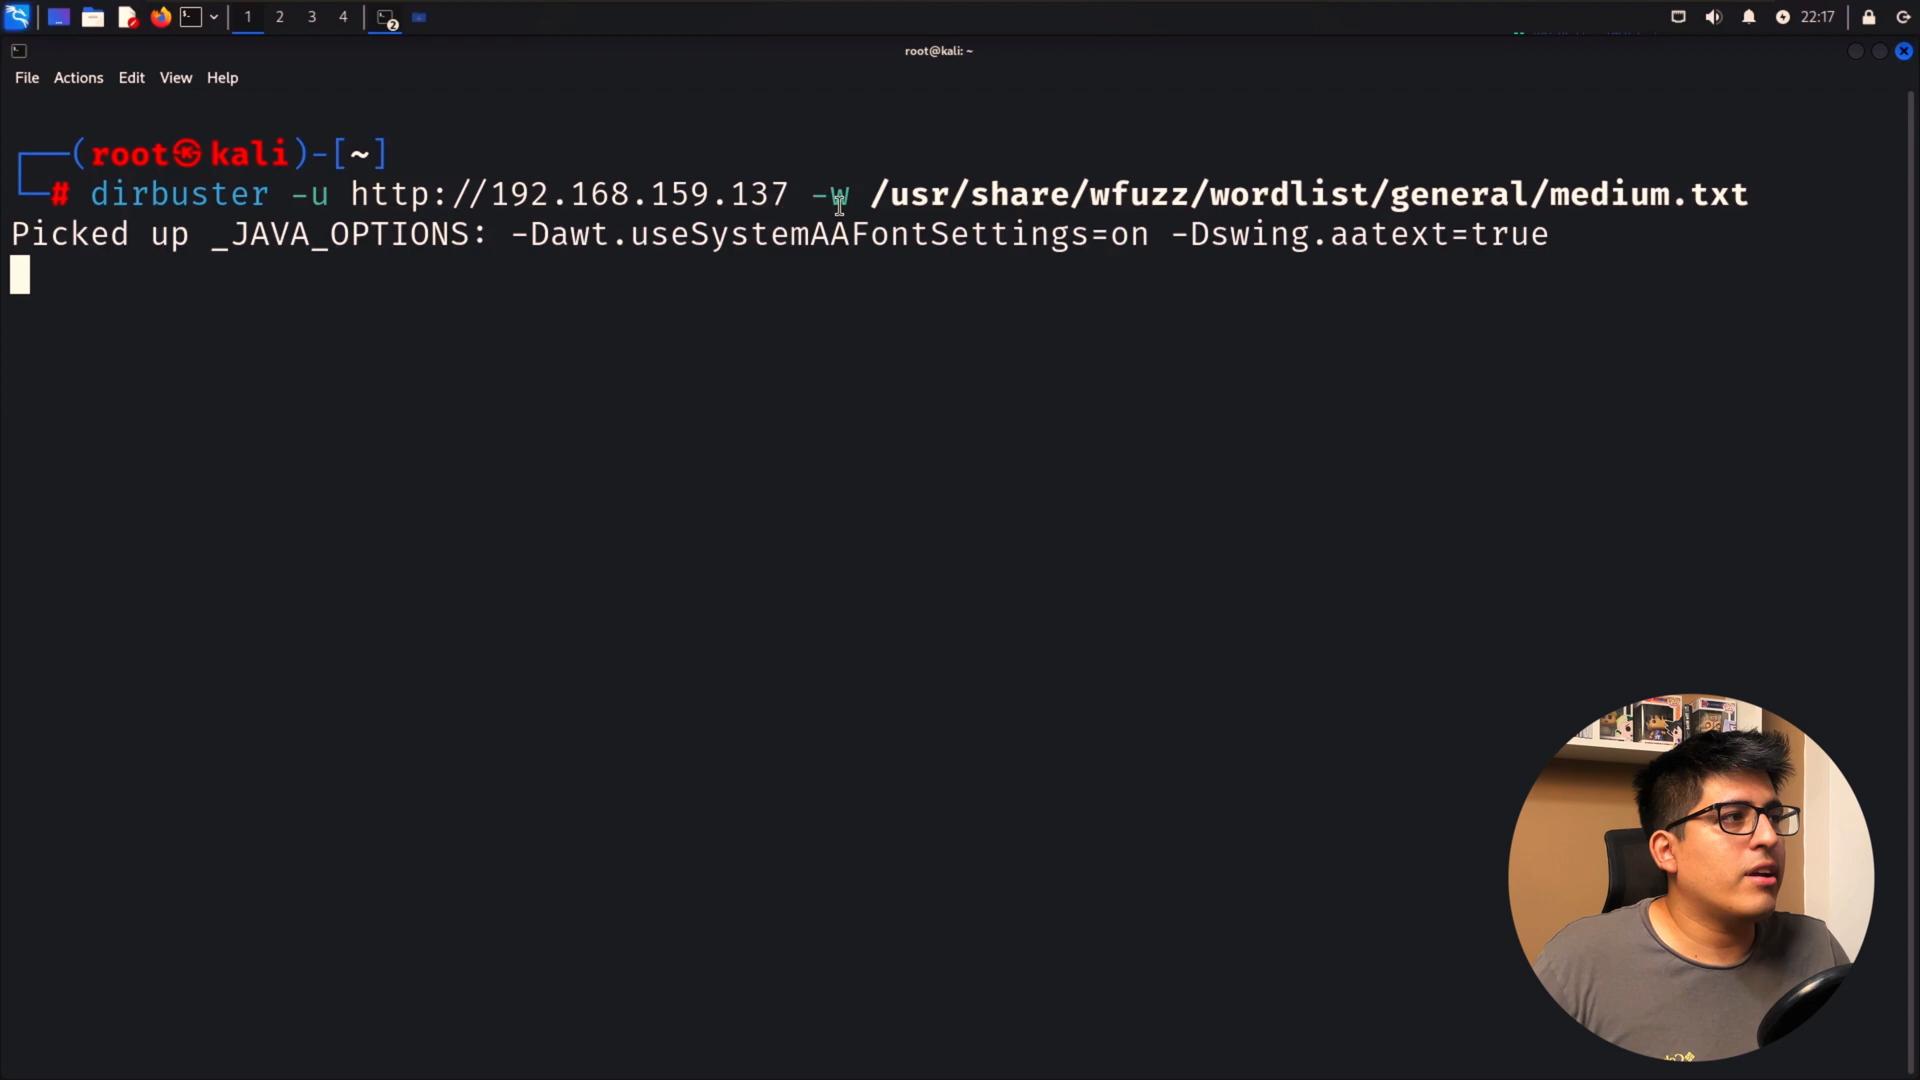 1 2 3 4 2 22:17
root@kali: ~
File Actions Edit View Help
┌──(root㉿kali)-[~]
└─# dirbuster -u http://192.168.159.137 -w /usr/share/wfuzz/wordlist/general/medium.txt
Picked up _JAVA_OPTIONS: -Dawt.useSystemAAFontSettings=on -Dswing.aatext=true